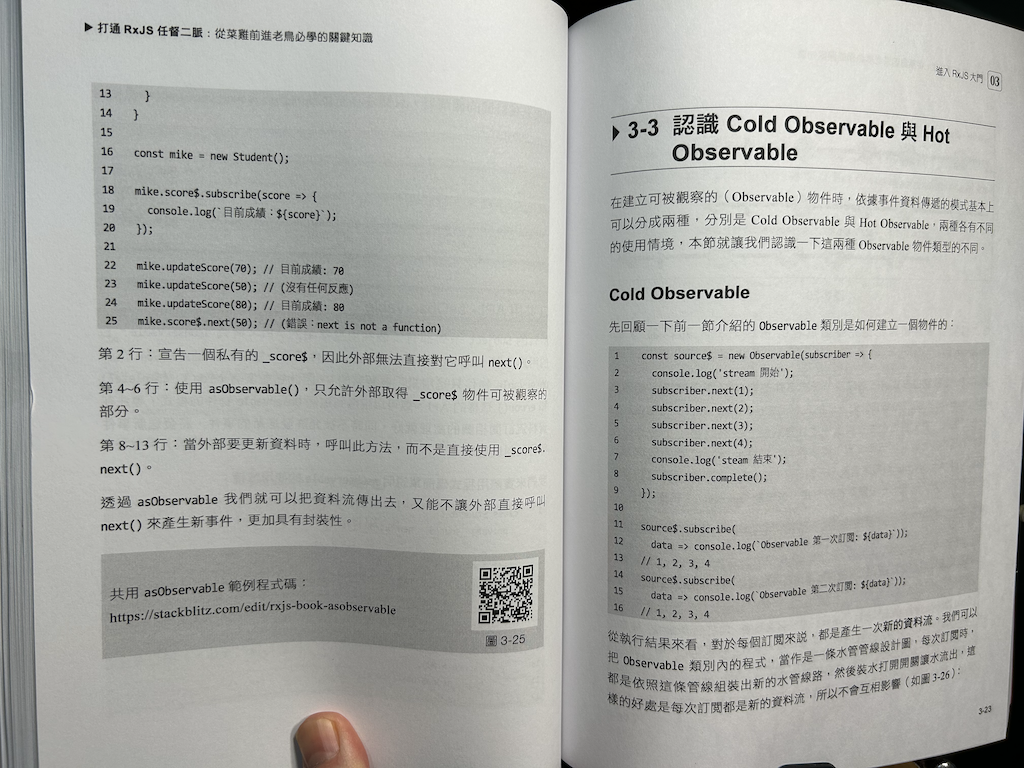 ▶ 打通 RxJS 任督二脈：從菜雞前進老鳥必學的關鍵知識
13 }
14 }
15
16 const mike = new Student();
17
18 mike.score$.subscribe(score => {
19 console.log(`目前成績：${score}`);
20 });
21
22 mike.updateScore(70); // 目前成績: 70
23 mike.updateScore(50); // (沒有任何反應)
24 mike.updateScore(80); // 目前成績: 80
25 mike.score$.next(50); // (錯誤：next is not a function)
第 2 行：宣告一個私有的 _score$，因此外部無法直接對它呼叫 next()。
第 4~6 行：使用 asObservable()，只允許外部取得 _score$ 物件可被觀察的
部分。
第 8~13 行：當外部要更新資料時，呼叫此方法，而不是直接使用 _score$.
next()。
透過 asObservable 我們就可以把資料流傳出去，又能不讓外部直接呼叫
next() 來產生新事件，更加具有封裝性。
共用 asObservable 範例程式碼：
https://stackblitz.com/edit/rxjs-book-asobservable
圖 3-25
進入 RxJS 大門 03
3-3 認識 Cold Observable 與 Hot
Observable
在建立可被觀察的（Observable）物件時，依據事件資料傳遞的模式基本上
可以分成兩種，分別是 Cold Observable 與 Hot Observable，兩種各有不同
的使用情境，本節就讓我們認識一下這兩種 Observable 物件類型的不同。
Cold Observable
先回顧一下前一節介紹的 Observable 類別是如何建立一個物件的：
1 const source$ = new Observable(subscriber => {
2 console.log('stream 開始');
3 subscriber.next(1);
4 subscriber.next(2);
5 subscriber.next(3);
6 subscriber.next(4);
7 console.log('steam 結束');
8 subscriber.complete();
9 });
10
11 source$.subscribe(
12 data => console.log(`Observable 第一次訂閱: ${data}`));
13 // 1, 2, 3, 4
14 source$.subscribe(
15 data => console.log(`Observable 第二次訂閱: ${data}`));
16 // 1, 2, 3, 4
從執行結果來看，對於每個訂閱來說，都是產生一次新的資料流。我們可以
把 Observable 類別內的程式，當作是一條水管管線設計圖，每次訂閱時，
都是依照這條管線組裝出新的水管線路，然後裝水打開開關讓水流出，這
樣的好處是每次訂閱都是新的資料流，所以不會互相影響（如圖 3-26）：
3-23